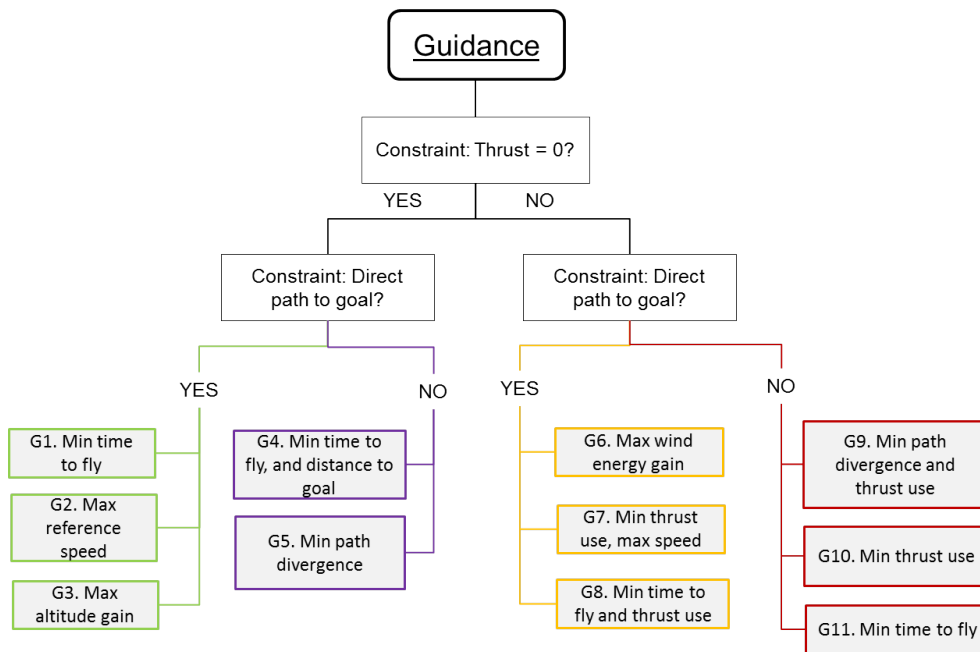 Guidance
Constraint: Thrust = 0?
YES
NO
Constraint: Direct
path to goal?
Constraint: Direct
path to goal?
YES
NO
YES
NO
G1. Min time
to fly
G2. Max
reference
speed
G3. Max
altitude gain
G4. Min time to
fly, and distance to
goal
G5. Min path
divergence
G6. Max wind
energy gain
G7. Min thrust
use, max speed
G8. Min time to
fly and thrust use
G9. Min path
divergence and
thrust use
G10. Min thrust use
G11. Min time to fly